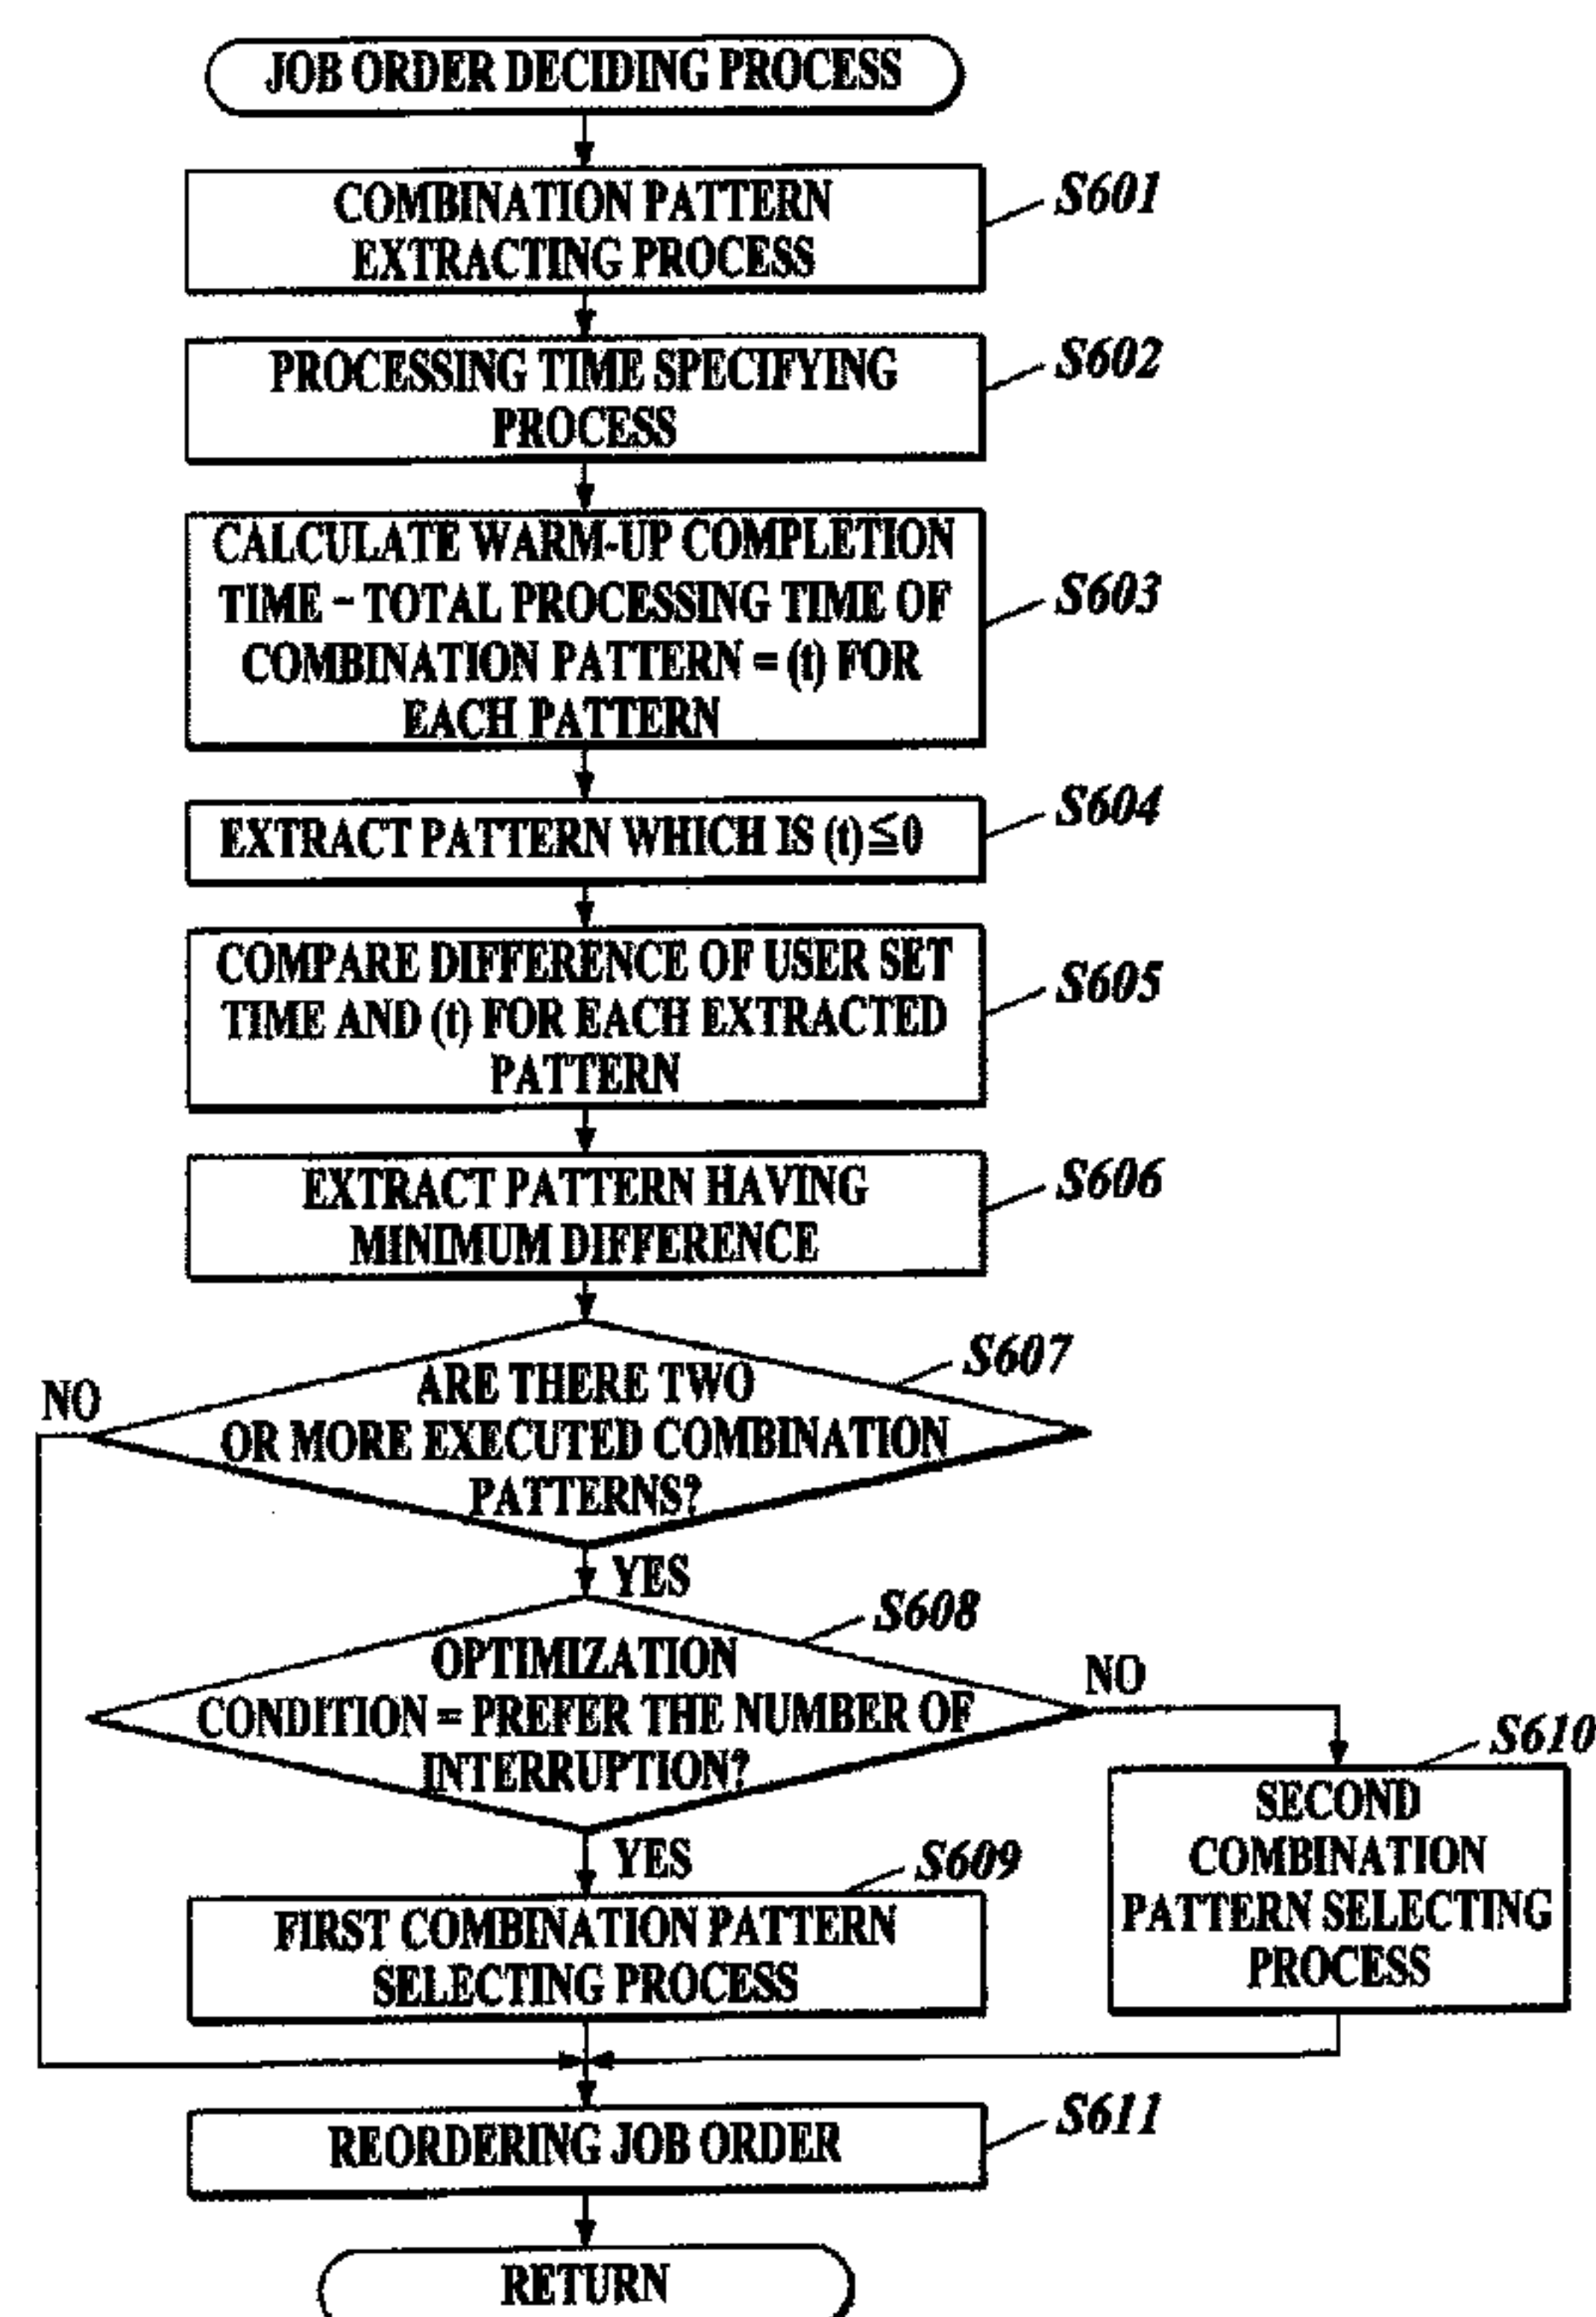 JOB ORDER DECIDING PROCESS
COMBINATION PATTERN
EXTRACTING PROCESS
S601
PROCESSING TIME SPECIFYING
PROCESS
S602
CALCULATE WARM-UP COMPLETION
TIME - TOTAL PROCESSING TIME OF
COMBINATION PATTERN = (t) FOR
EACH PATTERN
S603
EXTRACT PATTERN WHICH IS (t)≦0
S604
COMPARE DIFFERENCE OF USER SET
TIME AND (t) FOR EACH EXTRACTED
PATTERN
S605
EXTRACT PATTERN HAVING
MINIMUM DIFFERENCE
S606
S607
NO
ARE THERE TWO
OR MORE EXECUTED COMBINATION
PATTERNS?
YES
S608
OPTIMIZATION
CONDITION = PREFER THE NUMBER OF
INTERRUPTION?
NO
YES
S609
FIRST COMBINATION PATTERN
SELECTING PROCESS
S610
SECOND
COMBINATION
PATTERN SELECTING
PROCESS
REORDERING JOB ORDER
S611
RETURN